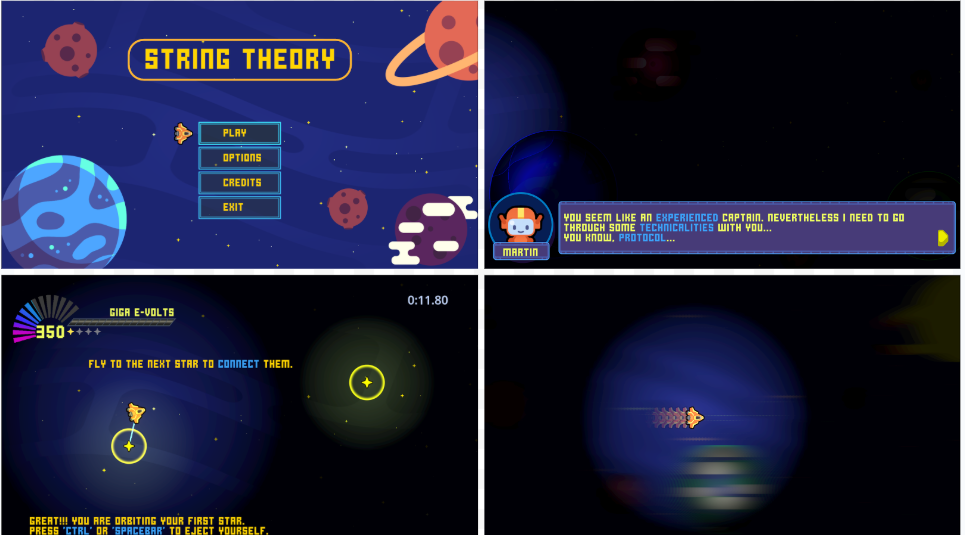 STRING THEORY
PLAY
OPTIONS
CREDITS
EXIT
YOU SEEM LIKE AN EXPERIENCED CAPTAIN. NEVERTHELESS I NEED TO GO
THROUGH SOME TECHNICALITIES WITH YOU...
YOU KNOW, PROTOCOL...
MARTIN
0:11.80
GIGA E-VOLTS
350
FLY TO THE NEXT STAR TO CONNECT THEM.
GREAT!!! YOU ARE ORBITING YOUR FIRST STAR.
PRESS 'CTRL' OR 'SPACEBAR' TO EJECT YOURSELF.